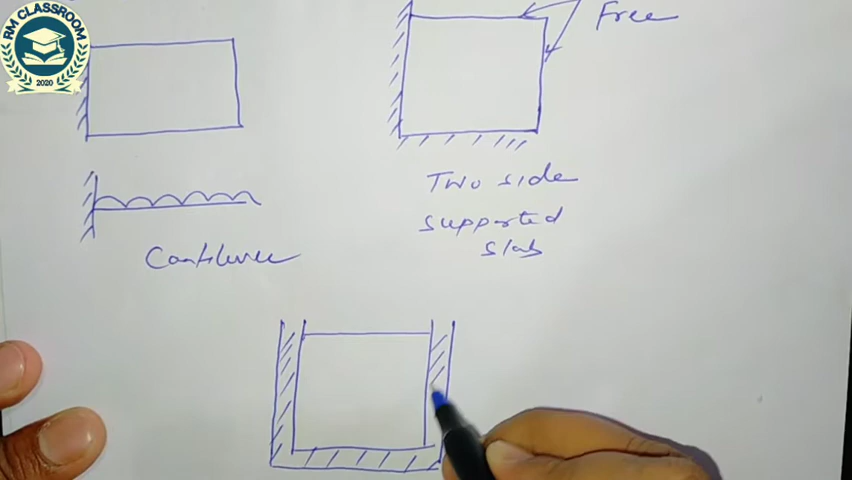 RM CLASSROOM
2020
Free
Two side
supported
slab
Cantilever